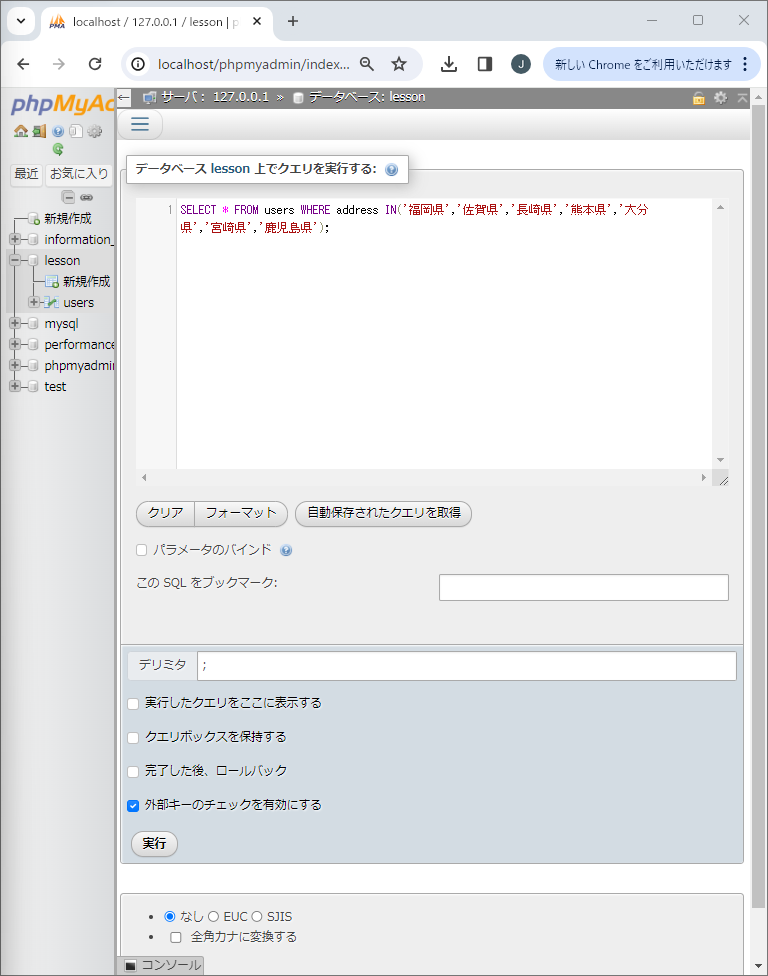 localhost / 127.0.0.1 / lesson | p
localhost/phpmyadmin/index...
J
新しい Chrome をご利用いただけます
phpMyAd
最近
お気に入り
新規作成
information_
lesson
新規作成
users
mysql
performance
phpmyadmin
test
サーバ: 127.0.0.1 » データベース: lesson
データベース lesson 上でクエリを実行する:
1 SELECT * FROM users WHERE address IN('福岡県','佐賀県','長崎県','熊本県','大分
県','宮崎県','鹿児島県');
クリア
フォーマット
自動保存されたクエリを取得
パラメータのバインド
この SQL をブックマーク:
デリミタ
;
実行したクエリをここに表示する
クエリボックスを保持する
完了した後、ロールバック
外部キーのチェックを有効にする
実行
なし EUC SJIS
全角カナに変換する
コンソール